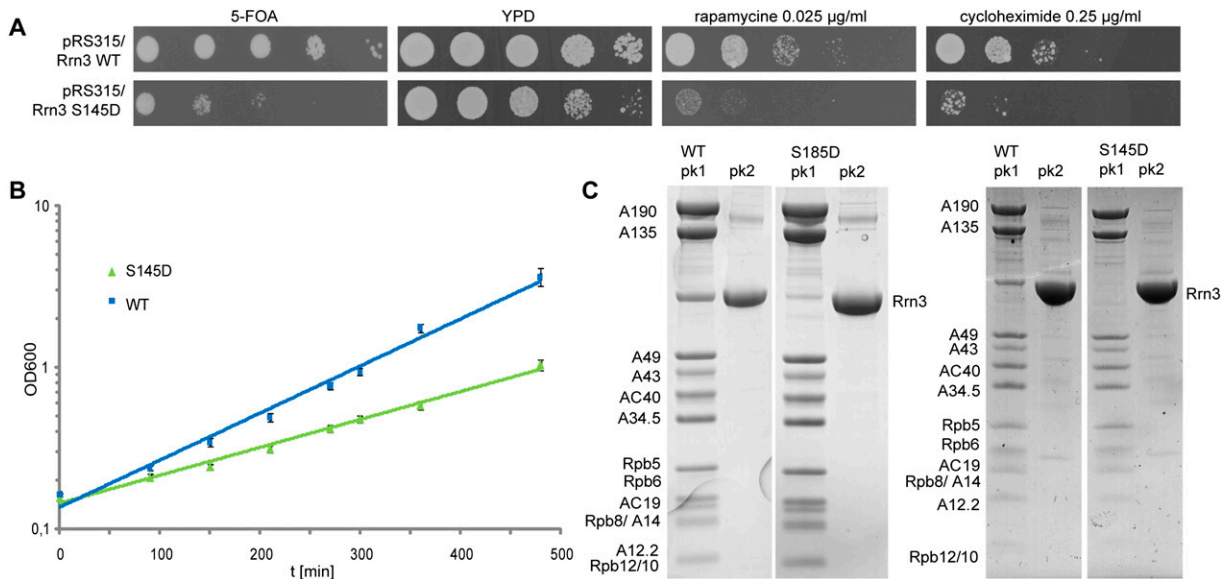 A
5-FOA
YPD
rapamycine 0.025 µg/ml
cycloheximide 0.25 µg/ml
pRS315/
Rrn3 WT
pRS315/
Rrn3 S145D
B
10
1
0,1
OD600
S145D
WT
0
100
200
300
400
500
t [min]
C
WT
S185D
pk1
pk2
pk1
pk2
A190
A135
A49
A43
AC40
A34.5
Rpb5
Rpb6
AC19
Rpb8/ A14
A12.2
Rpb12/10
Rrn3
WT
S145D
pk1
pk2
pk1
pk2
A190
A135
A49
A43
AC40
A34.5
Rpb5
Rpb6
AC19
Rpb8/ A14
A12.2
Rpb12/10
Rrn3